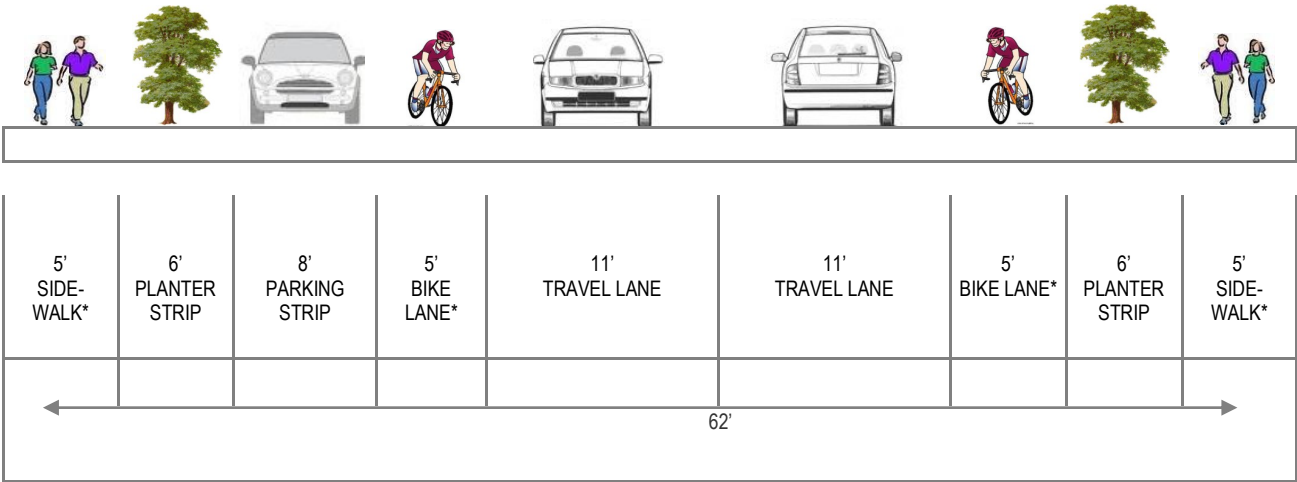 5’
SIDE-
WALK*
6’
PLANTER
STRIP
8’
PARKING
STRIP
5’
BIKE
LANE*
11’
TRAVEL LANE
11’
TRAVEL LANE
5’
BIKE LANE*
6’
PLANTER
STRIP
5’
SIDE-
WALK*
62’